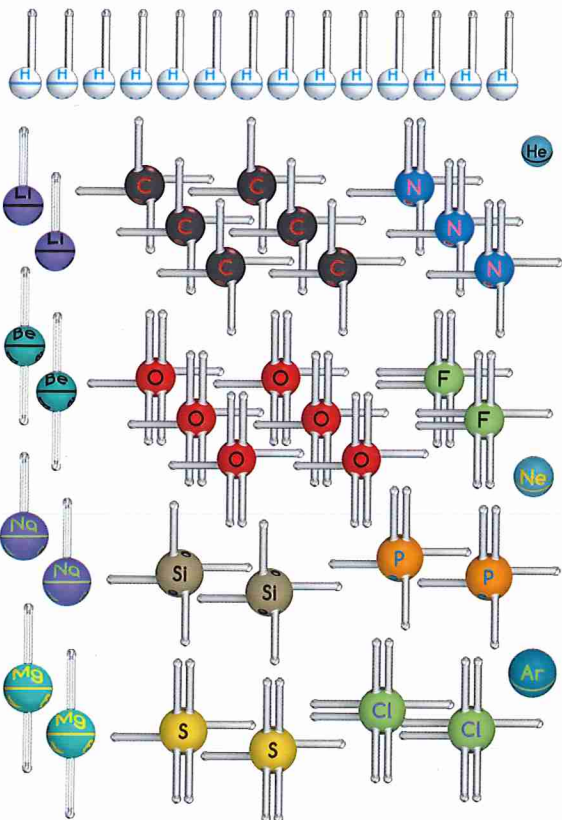 H H H H H H H H H H H H H H
Li C C N He
C C N
Li
C C N
Be O O F
Be O O F
O O
Ne
Na Si P
Na Si P
Mg Ar
Mg S Cl
S Cl